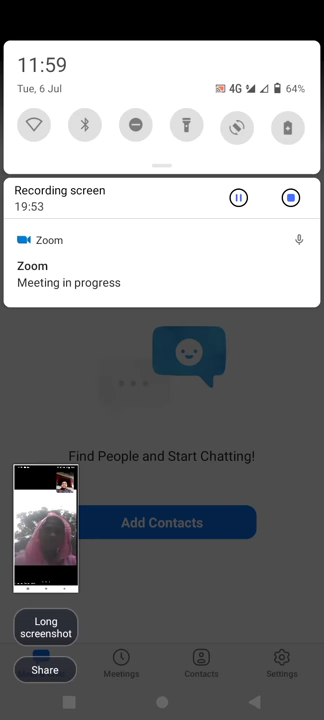 11:59
Tue, 6 Jul
4G
64%
Recording screen
19:53
Zoom
Zoom
Meeting in progress
Find People and Start Chatting!
Add Contacts
Long
screenshot
Share
Meetings
Contacts
Settings